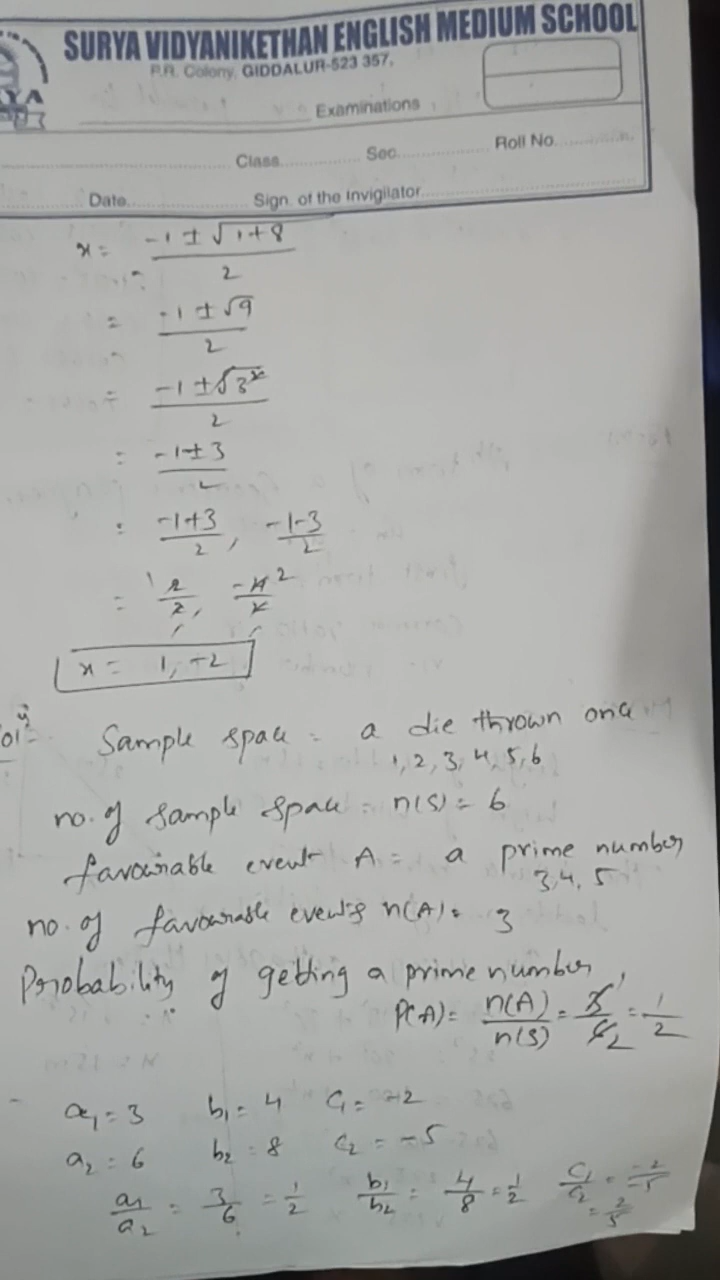 SURYA VIDYANIKETHAN ENGLISH MEDIUM SCHOOL
P.R. Colony, GIDDALUR-523 357.
Examinations
Class Sec. Roll No.
Date Sign. of the Invigilator
x = -1 ± √1+8 / 2
= -1 ± √9 / 2
= -1 ± √3² / 2
= -1 ± 3 / 2
= -1+3 / 2, -1-3 / 2
= 2/2, -4/2
x = 1, -2
Sample space = a die thrown once
1, 2, 3, 4, 5, 6
no. of sample space = n(S) = 6
favourable event A = a prime number
3, 4, 5
no. of favourable events n(A) = 3
Probability of getting a prime number,
P(A) = n(A)/n(S) = 3/6 = 1/2
a₁ = 3 b₁ = 4 c₁ = -2
a₂ = 6 b₂ = 8 c₂ = -5
a₁/a₂ = 3/6 = 1/2 b₁/b₂ = 4/8 = 1/2 c₁/c₂ = -2/-5
= 2/5